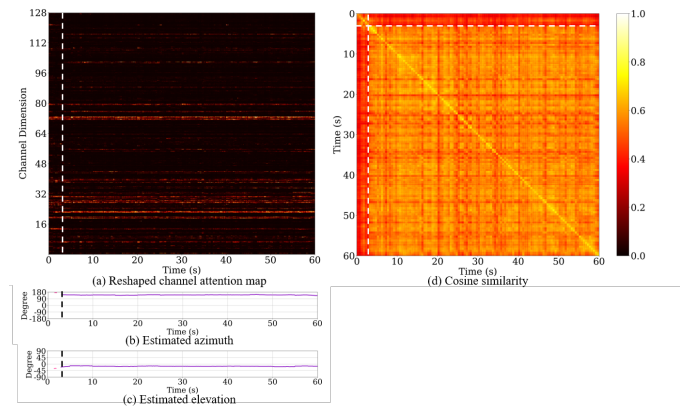 128
112
96
80
64
48
32
16
Channel Dimension
0 10 20 30 40 50 60
Time (s)
(a) Reshaped channel attention map
0
10
20
30
40
50
60
Time (s)
0 10 20 30 40 50 60
Time (s)
(d) Cosine similarity
1.0
0.8
0.6
0.4
0.2
0.0
180
90
0
-90
-180
Degree
0 10 20 30 40 50 60
Time (s)
(b) Estimated azimuth
90
45
0
-45
-90
Degree
0 10 20 30 40 50 60
Time (s)
(c) Estimated elevation